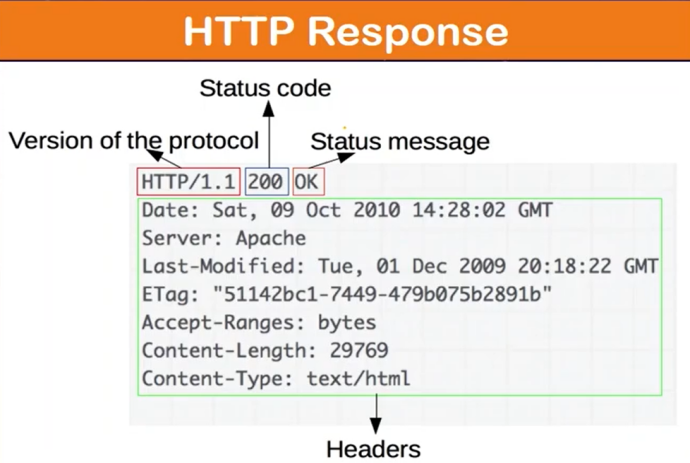 HTTP Response
Status code
Version of the protocol
Status message
HTTP/1.1 200 OK
Date: Sat, 09 Oct 2010 14:28:02 GMT
Server: Apache
Last-Modified: Tue, 01 Dec 2009 20:18:22 GMT
ETag: "51142bc1-7449-479b075b2891b"
Accept-Ranges: bytes
Content-Length: 29769
Content-Type: text/html
Headers